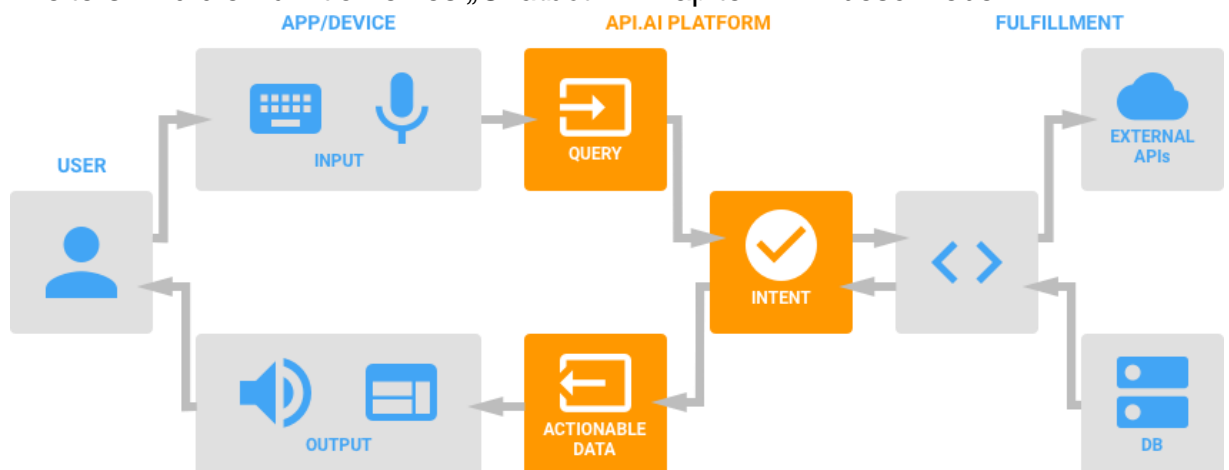 APP/DEVICE
API.AI PLATFORM
FULFILLMENT
USER
INPUT
QUERY
EXTERNAL
APIs
INTENT
OUTPUT
ACTIONABLE
DATA
DB